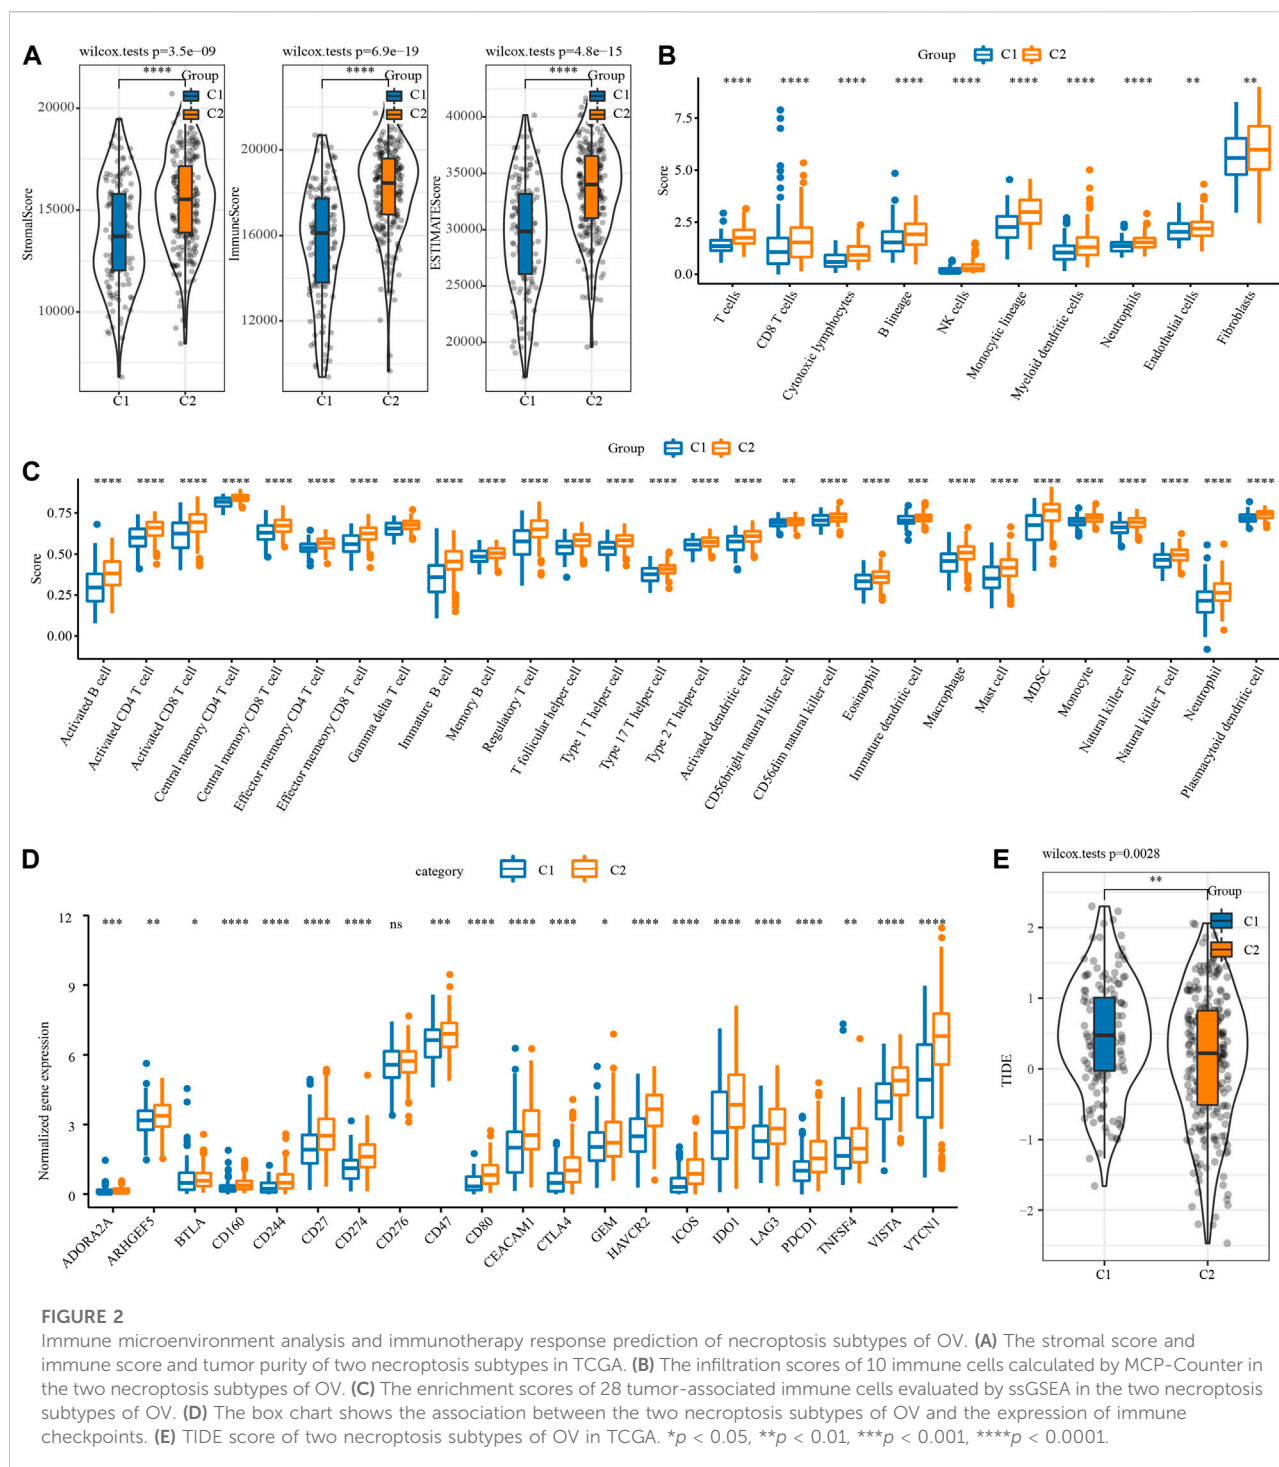 A
wilcox.tests p=3.5e−09
****
Group
C1
C2
StromalScore
20000
15000
10000
C1
C2
wilcox.tests p=6.9e−19
****
Group
C1
C2
ImmuneScore
20000
16000
12000
C1
C2
wilcox.tests p=4.8e−15
****
Group
C1
C2
ESTIMATEScore
40000
35000
30000
25000
20000
C1
C2
B
Group C1 C2
**** **** **** **** **** **** **** **** ** **
Score
7.5
5.0
2.5
0.0
T cells
CD8 T cells
Cytotoxic lymphocytes
B lineage
NK cells
Monocytic lineage
Myeloid dendritic cells
Neutrophils
Endothelial cells
Fibroblasts
C
Group C1 C2
**** **** **** **** **** **** **** **** **** **** **** **** **** **** **** **** ** **** **** *** **** **** **** **** **** **** **** ****
Score
0.75
0.50
0.25
0.00
Activated B cell
Activated CD4 T cell
Activated CD8 T cell
Central memory CD4 T cell
Central memory CD8 T cell
Effector memeory CD4 T cell
Effector memeory CD8 T cell
Gamma delta T cell
Immature B cell
Memory B cell
Regulatory T cell
T follicular helper cell
Type 1 T helper cell
Type 17 T helper cell
Type 2 T helper cell
Activated dendritic cell
CD56bright natural killer cell
CD56dim natural killer cell
Eosinophil
Immature dendritic cell
Macrophage
Mast cell
MDSC
Monocyte
Natural killer cell
Natural killer T cell
Neutrophil
Plasmacytoid dendritic cell
D
category C1 C2
*** ** * **** **** **** **** ns *** **** **** **** * **** **** **** **** **** ** **** ****
Normalized gene expression
12
9
6
3
0
ADORA2A
ARHGEF5
BTLA
CD160
CD244
CD27
CD274
CD276
CD47
CD80
CEACAM1
CTLA4
GEM
HAVCR2
ICOS
IDO1
LAG3
PDCD1
TNFSF4
VISTA
VTCN1
E
wilcox.tests p=0.0028
**
Group
C1
C2
TIDE
2
1
0
−1
−2
C1
C2
FIGURE 2
Immune microenvironment analysis and immunotherapy response prediction of necroptosis subtypes of OV. (A) The stromal score and
immune score and tumor purity of two necroptosis subtypes in TCGA. (B) The infiltration scores of 10 immune cells calculated by MCP-Counter in
the two necroptosis subtypes of OV. (C) The enrichment scores of 28 tumor-associated immune cells evaluated by ssGSEA in the two necroptosis
subtypes of OV. (D) The box chart shows the association between the two necroptosis subtypes of OV and the expression of immune
checkpoints. (E) TIDE score of two necroptosis subtypes of OV in TCGA. *p < 0.05, **p < 0.01, ***p < 0.001, ****p < 0.0001.